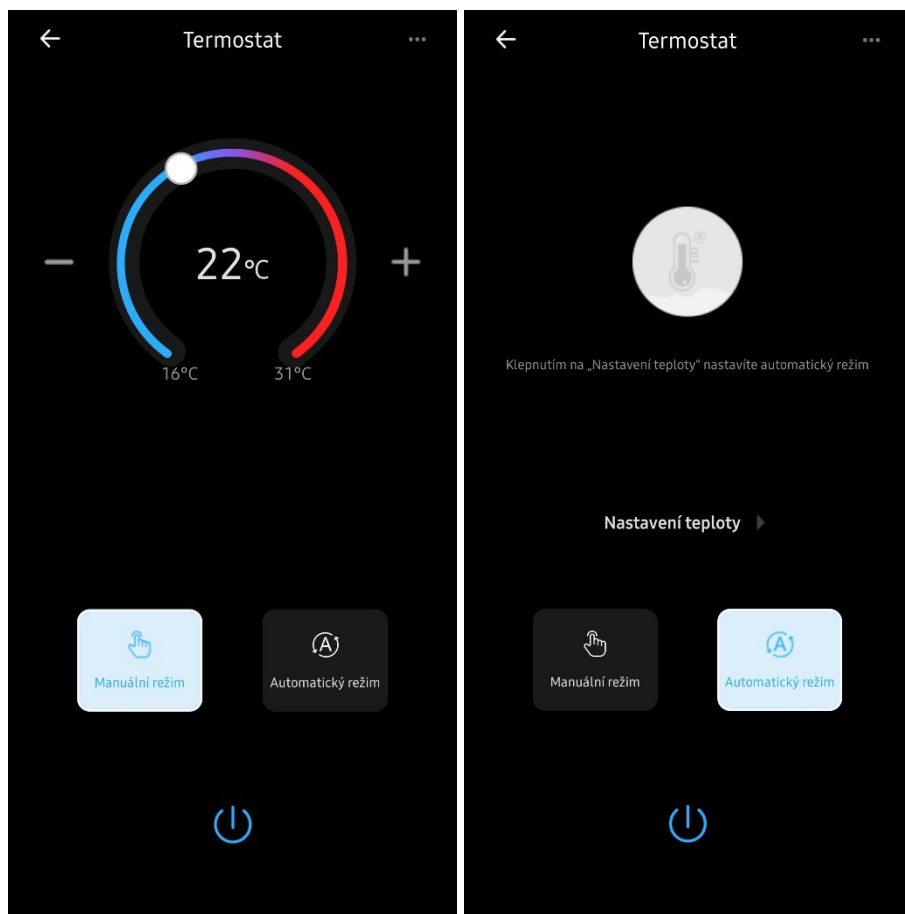 Termostat
22°C
16°C 31°C
Manuální režim
Automatický režim
Termostat
Klepnutím na „Nastavení teploty" nastavíte automatický režim
Nastavení teploty
Manuální režim
Automatický režim